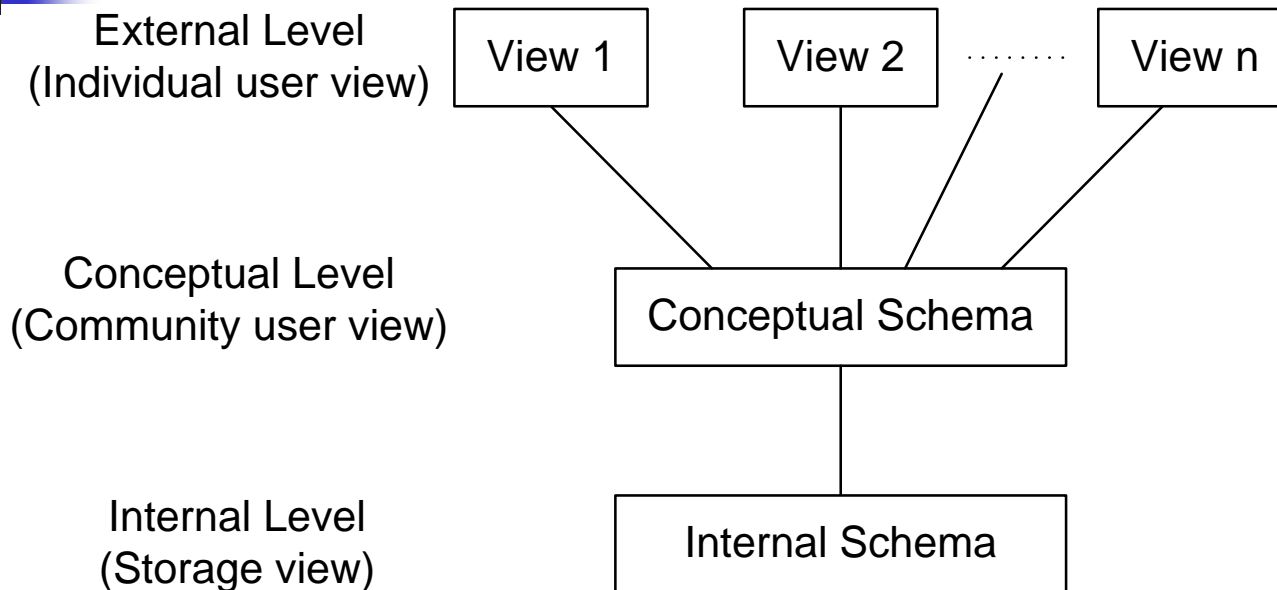 External Level
(Individual user view)
View 1
View 2
........
View n
Conceptual Level
(Community user view)
Conceptual Schema
Internal Level
(Storage view)
Internal Schema